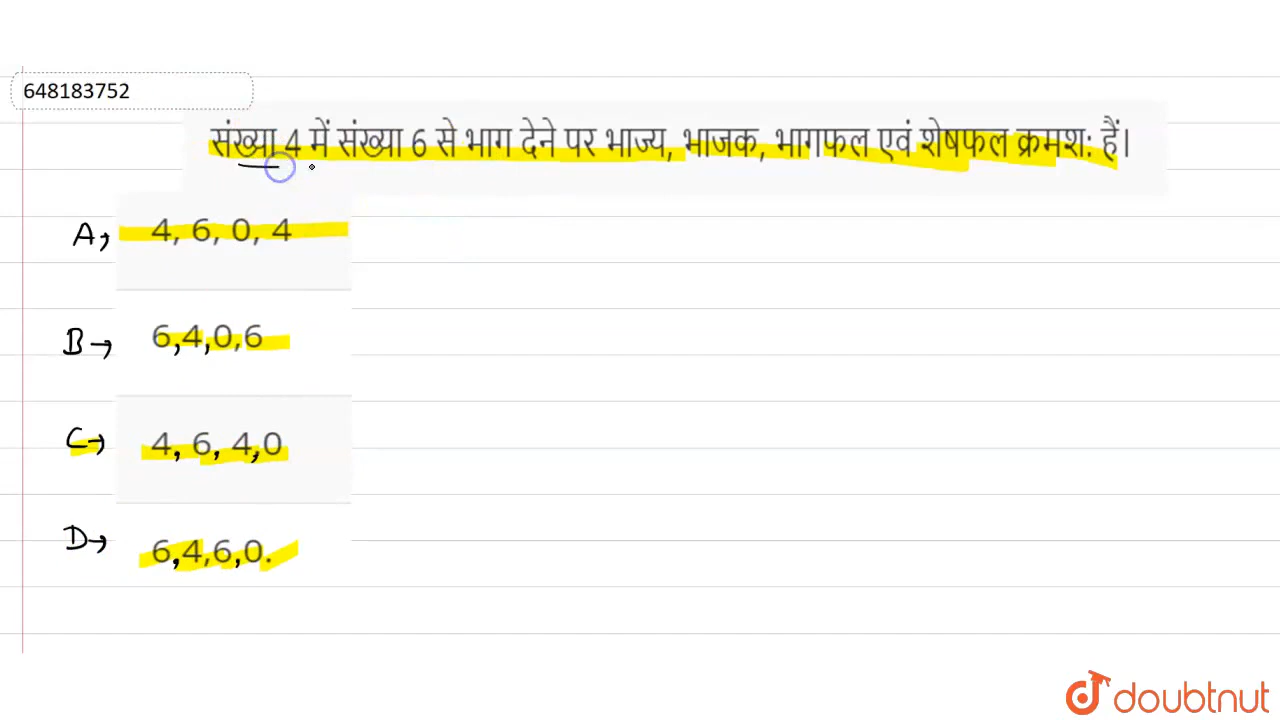 648183752
संख्या 4 में संख्या 6 से भाग देने पर भाज्य, भाजक, भागफल एवं शेषफल क्रमश: हैं।
A, 4, 6, 0, 4
B→ 6,4,0,6
C→ 4, 6, 4,0
D→ 6,4,6,0.
doubtnut